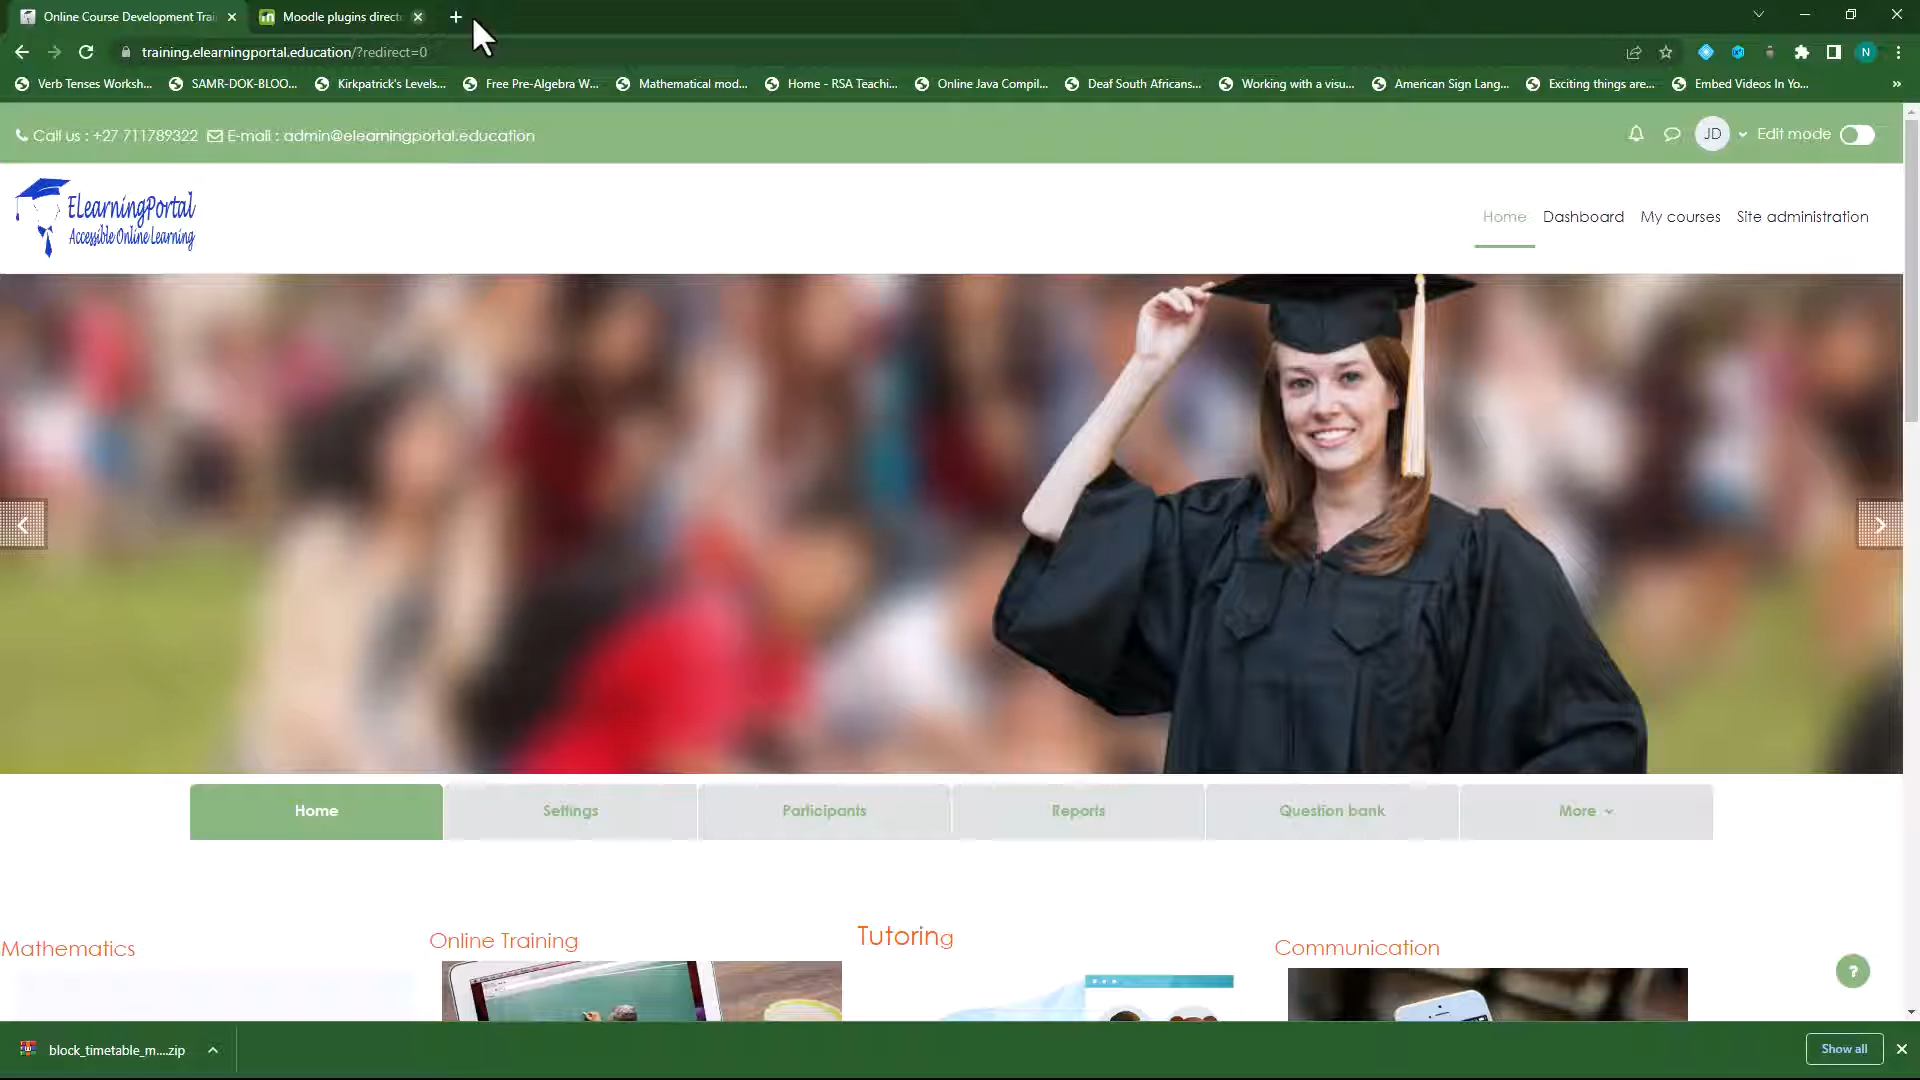 Online Course Development Trai
Moodle plugins direct
training.elearningportal.education/?redirect=0
N
Verb Tenses Worksh...
SAMR-DOK-BLOO...
Kirkpatrick's Levels...
Free Pre-Algebra W...
Mathematical mod...
Home - RSA Teachi...
Online Java Compil...
Deaf South Africans...
Working with a visu...
American Sign Lang...
Exciting things are...
Embed Videos In Yo...
Call us : +27 711789322 E-mail : admin@elearningportal.education
JD
Edit mode
ElearningPortal
Accessible Online Learning
Home Dashboard My courses Site administration
Home Settings Participants Reports Question bank More
Mathematics
Online Training
Tutoring
Communication
?
block_timetable_m....zip
Show all